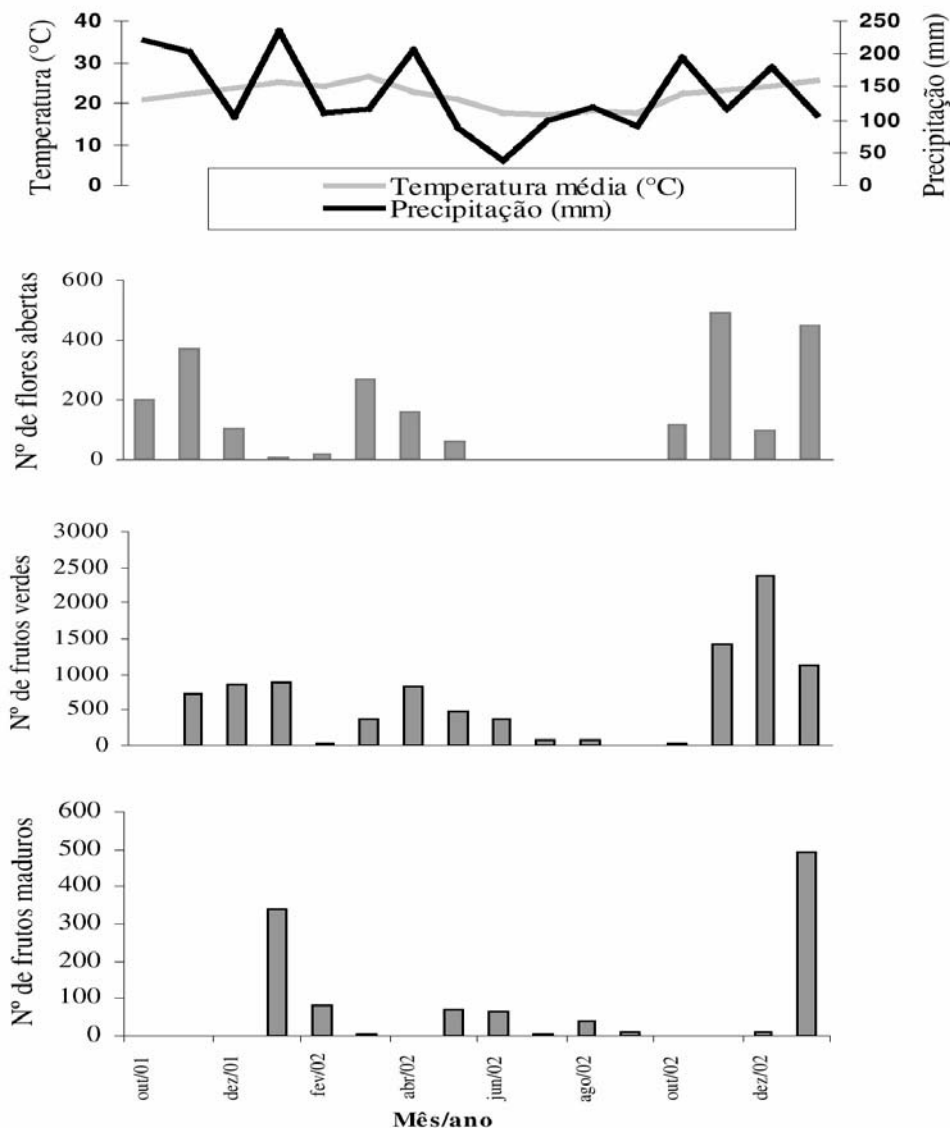 Temperatura (°C)
40
30
20
10
0
250
200
150
100
50
0
Precipitação (mm)
Temperatura média (°C)
Precipitação (mm)
Nº de flores abertas
600
400
200
0
Nº de frutos verdes
3000
2500
2000
1500
1000
500
0
Nº de frutos maduros
600
500
400
300
200
100
0
out/01
dez/01
fev/02
abr/02
jun/02
ago/02
out/02
dez/02
Mês/ano